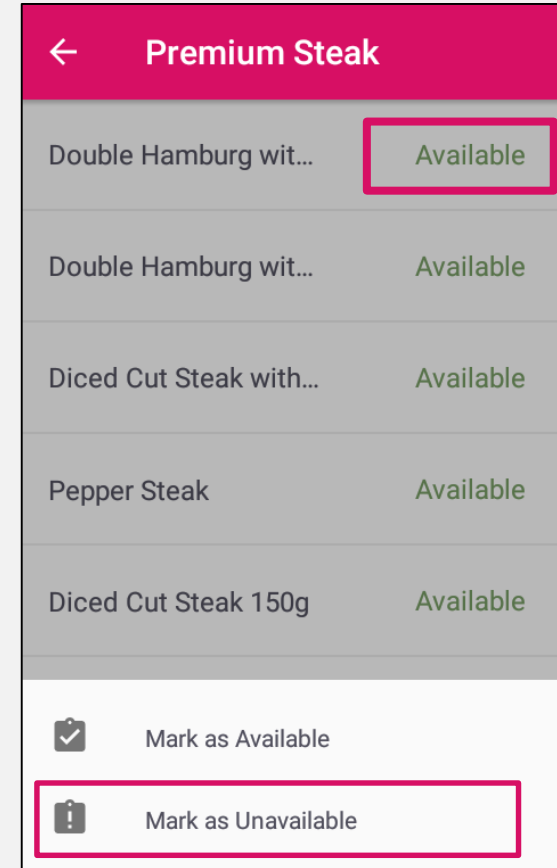 Premium Steak
Double Hamburg wit... Available
Double Hamburg wit... Available
Diced Cut Steak with... Available
Pepper Steak Available
Diced Cut Steak 150g Available
Mark as Available
Mark as Unavailable